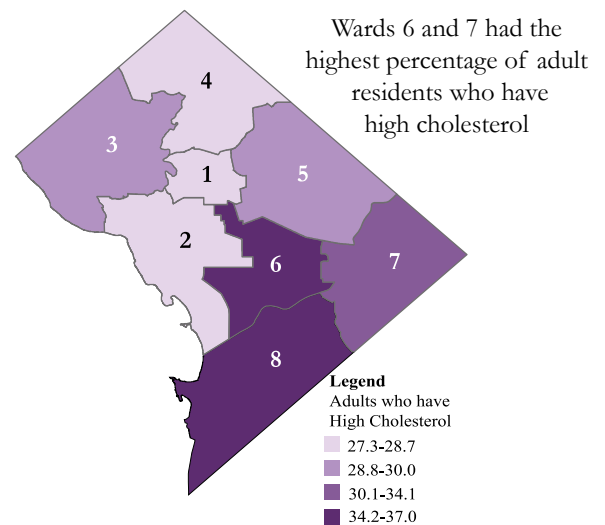 Wards 6 and 7 had the
highest percentage of adult
residents who have
high cholesterol
4
3
1
5
2
6
7
8
Legend
Adults who have
High Cholesterol
27.3-28.7
28.8-30.0
30.1-34.1
34.2-37.0